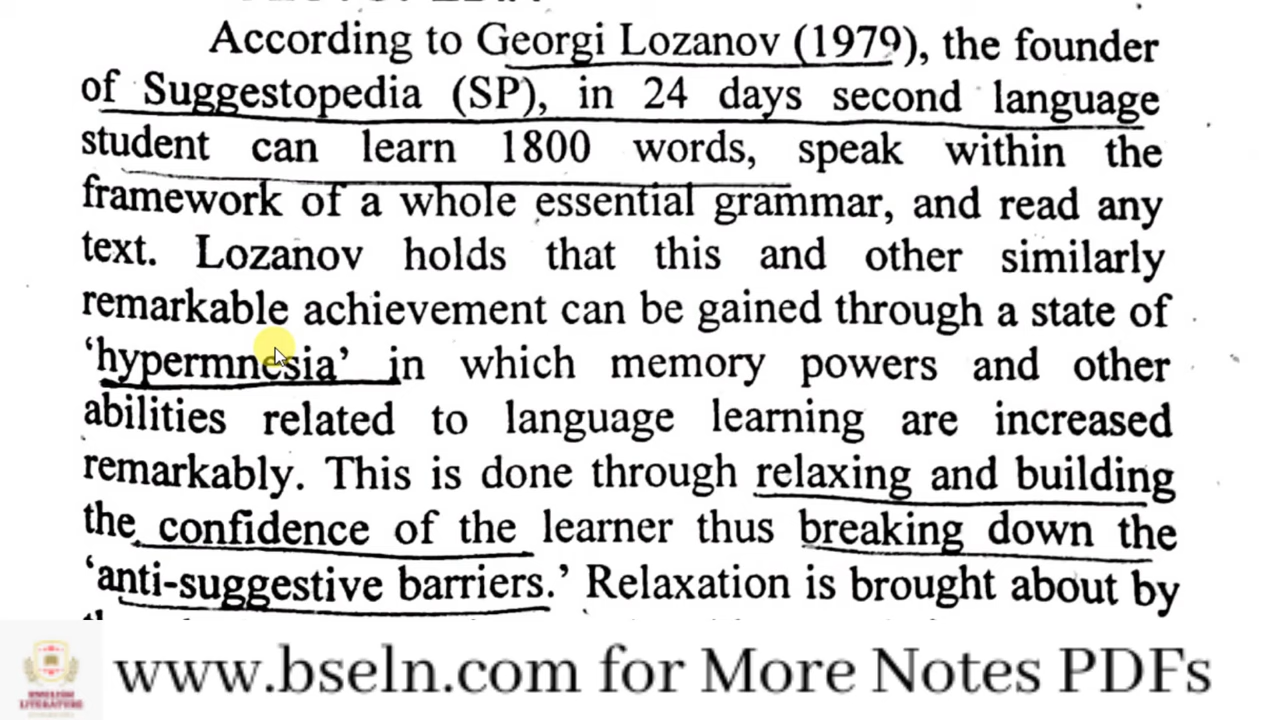 According to Georgi Lozanov (1979), the founder
of Suggestopedia (SP), in 24 days second language
student can learn 1800 words, speak within the
framework of a whole essential grammar, and read any
text. Lozanov holds that this and other similarly
remarkable achievement can be gained through a state of
‘hypermnesia’ in which memory powers and other
abilities related to language learning are increased
remarkably. This is done through relaxing and building
the confidence of the learner thus breaking down the
‘anti-suggestive barriers.’ Relaxation is brought about by
www.bseln.com for More Notes PDFs
ENGLISH
LITERATURE